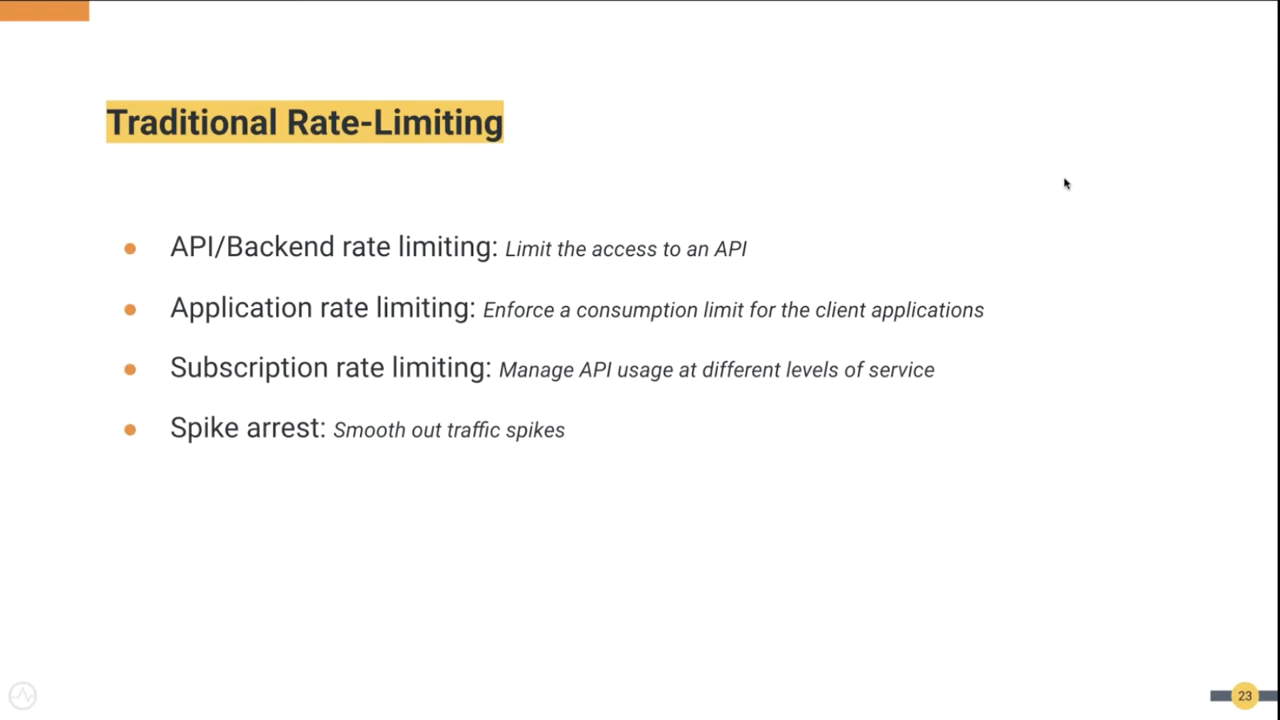 Traditional Rate-Limiting
API/Backend rate limiting: Limit the access to an API
Application rate limiting: Enforce a consumption limit for the client applications
Subscription rate limiting: Manage API usage at different levels of service
Spike arrest: Smooth out traffic spikes
23